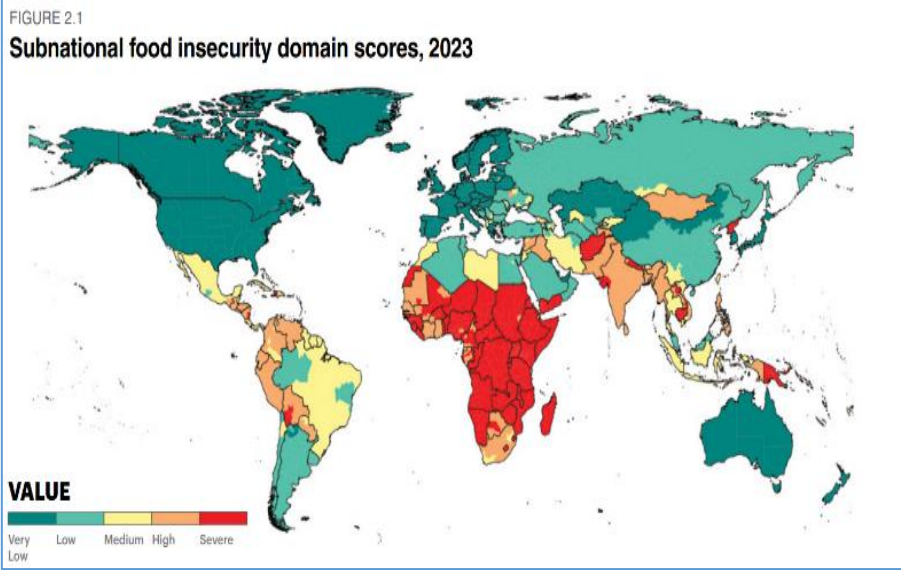 FIGURE 2.1
Subnational food insecurity domain scores, 2023
VALUE
Very Low Low Medium High Severe